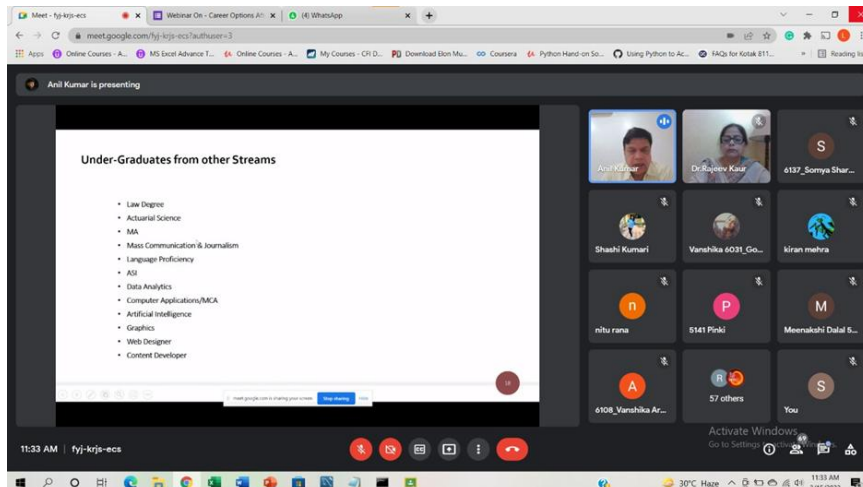 Meet - fyj-krjs-ecs
Webinar On - Career Options Af
(4) WhatsApp
meet.google.com/fyj-krjs-ecs?authuser=3
Apps
Online Courses - A...
MS Excel Advance T...
Online Courses - A...
My Courses - CFI D...
Download Elon Mu...
Coursera
Python Hand-on So...
Using Python to Ac...
FAQs for Kotak 811...
»
Reading lis
Anil Kumar is presenting
Under-Graduates from other Streams
• Law Degree
• Actuarial Science
• MA
• Mass Communication & Journalism
• Language Proficiency
• ASI
• Data Analytics
• Computer Applications/MCA
• Artificial Intelligence
• Graphics
• Web Designer
• Content Developer
meet.google.com is sharing your screen.
Stop sharing
Hide
Anil Kumar
Dr.Rajeev Kaur
S
6137_Somya Shar...
Shashi Kumari
Vanshika 6031_Go...
kiran mehra
n
nitu rana
P
5141 Pinki
M
Meenakshi Dalal 5...
A
6108_Vanshika Ar...
R
57 others
S
You
Activate Windows
Go to Settings to activate Windows.
11:33 AM | fyj-krjs-ecs
69
30°C Haze
11:33 AM